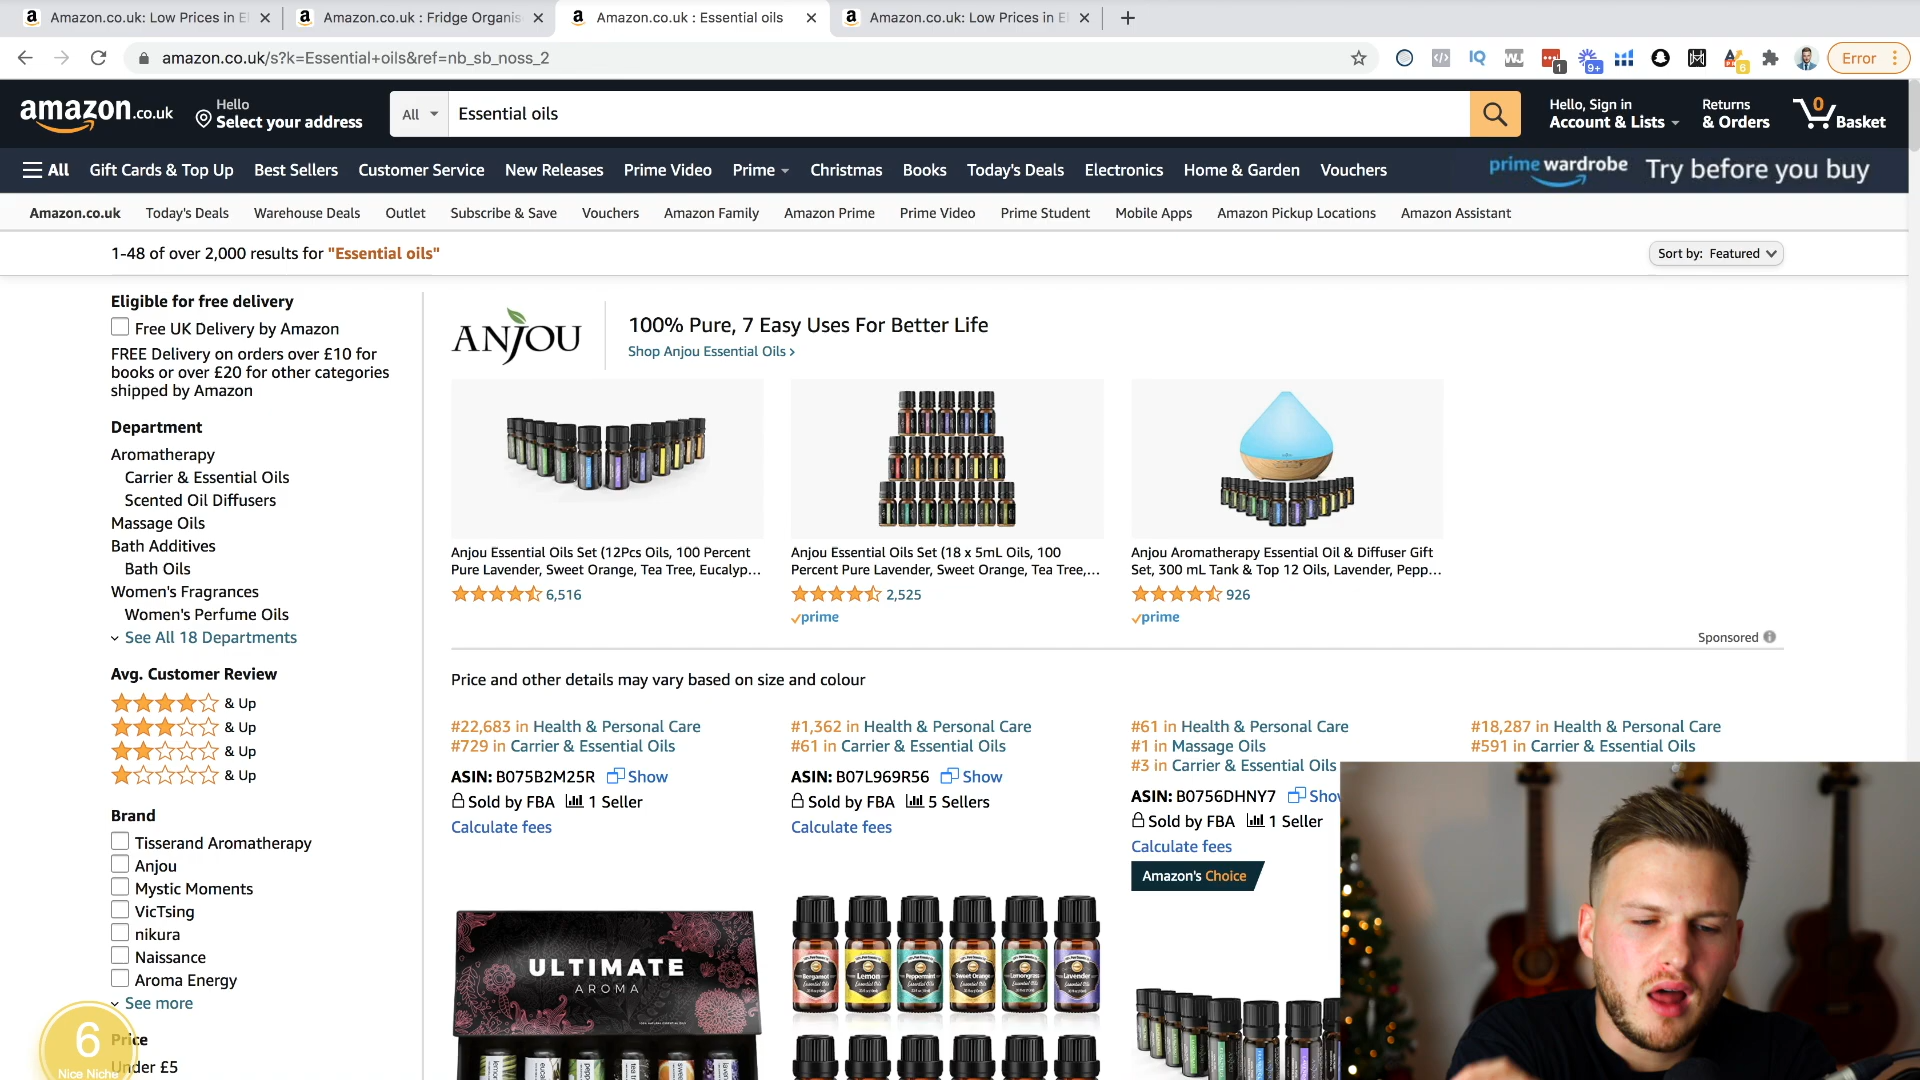 Amazon.co.uk: Low Prices in El
Amazon.co.uk : Fridge Organis
Amazon.co.uk : Essential oils
Amazon.co.uk: Low Prices in El
amazon.co.uk/s?k=Essential+oils&ref=nb_sb_noss_2
IQ
1
9+
6
Error
amazon.co.uk
Hello
Select your address
All
Essential oils
Hello, Sign in
Account & Lists
Returns
& Orders
0
Basket
All
Gift Cards & Top Up
Best Sellers
Customer Service
New Releases
Prime Video
Prime
Christmas
Books
Today's Deals
Electronics
Home & Garden
Vouchers
prime wardrobe
Try before you buy
Amazon.co.uk
Today's Deals
Warehouse Deals
Outlet
Subscribe & Save
Vouchers
Amazon Family
Amazon Prime
Prime Video
Prime Student
Mobile Apps
Amazon Pickup Locations
Amazon Assistant
1-48 of over 2,000 results for "Essential oils"
Sort by: Featured
Eligible for free delivery
Free UK Delivery by Amazon
FREE Delivery on orders over £10 for
books or over £20 for other categories
shipped by Amazon
Department
Aromatherapy
Carrier & Essential Oils
Scented Oil Diffusers
Massage Oils
Bath Additives
Bath Oils
Women's Fragrances
Women's Perfume Oils
See All 18 Departments
Avg. Customer Review
& Up
& Up
& Up
& Up
Brand
Tisserand Aromatherapy
Anjou
Mystic Moments
VicTsing
nikura
Naissance
Aroma Energy
See more
Price
Under £5
6
Nice Niche
ANJOU
100% Pure, 7 Easy Uses For Better Life
Shop Anjou Essential Oils ›
Anjou Essential Oils Set (12Pcs Oils, 100 Percent
Pure Lavender, Sweet Orange, Tea Tree, Eucalyp...
6,516
Anjou Essential Oils Set (18 x 5mL Oils, 100
Percent Pure Lavender, Sweet Orange, Tea Tree,...
2,525
prime
Anjou Aromatherapy Essential Oil & Diffuser Gift
Set, 300 mL Tank & Top 12 Oils, Lavender, Pepp...
926
prime
Sponsored
Price and other details may vary based on size and colour
#22,683 in Health & Personal Care
#729 in Carrier & Essential Oils
ASIN: B075B2M25R Show
Sold by FBA 1 Seller
Calculate fees
#1,362 in Health & Personal Care
#61 in Carrier & Essential Oils
ASIN: B07L969R56 Show
Sold by FBA 5 Sellers
Calculate fees
#61 in Health & Personal Care
#1 in Massage Oils
#3 in Carrier & Essential Oils
ASIN: B0756DHNY7 Show
Sold by FBA 1 Seller
Calculate fees
Amazon's Choice
#18,287 in Health & Personal Care
#591 in Carrier & Essential Oils
ULTIMATE
AROMA
Bergamot
Lemon
Peppermint
Sweet Orange
Lemongrass
Lavender